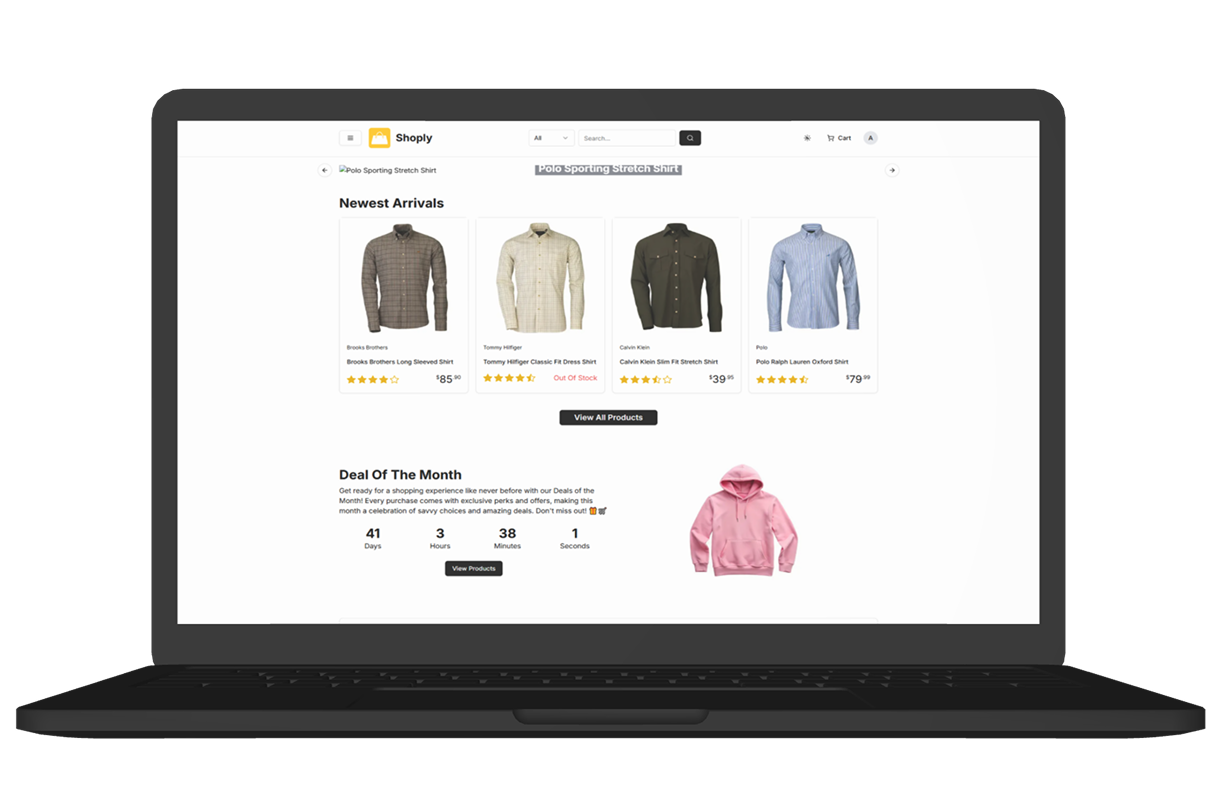 Shoply
All
Search...
Cart
A
Polo Sporting Stretch Shirt
Polo Sporting Stretch Shirt
Newest Arrivals
Brooks Brothers
Brooks Brothers Long Sleeved Shirt
$85.90
Tommy Hilfiger
Tommy Hilfiger Classic Fit Dress Shirt
Out Of Stock
Calvin Klein
Calvin Klein Slim Fit Stretch Shirt
$39.95
Polo
Polo Ralph Lauren Oxford Shirt
$79.99
View All Products
Deal Of The Month
Get ready for a shopping experience like never before with our Deals of the
Month! Every purchase comes with exclusive perks and offers, making this
month a celebration of savvy choices and amazing deals. Don't miss out! 🎁🛒
41 3 38 1
Days Hours Minutes Seconds
View Products